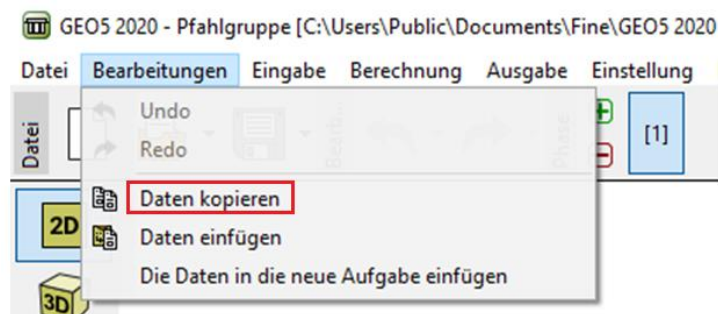 GEO5 2020 - Pfahlgruppe [C:\Users\Public\Documents\Fine\GEO5 2020
Datei Bearbeitungen Eingabe Berechnung Ausgabe Einstellung
Datei
Undo
Redo
Phase
[1]
Daten kopieren
Daten einfügen
Die Daten in die neue Aufgabe einfügen
2D
3D